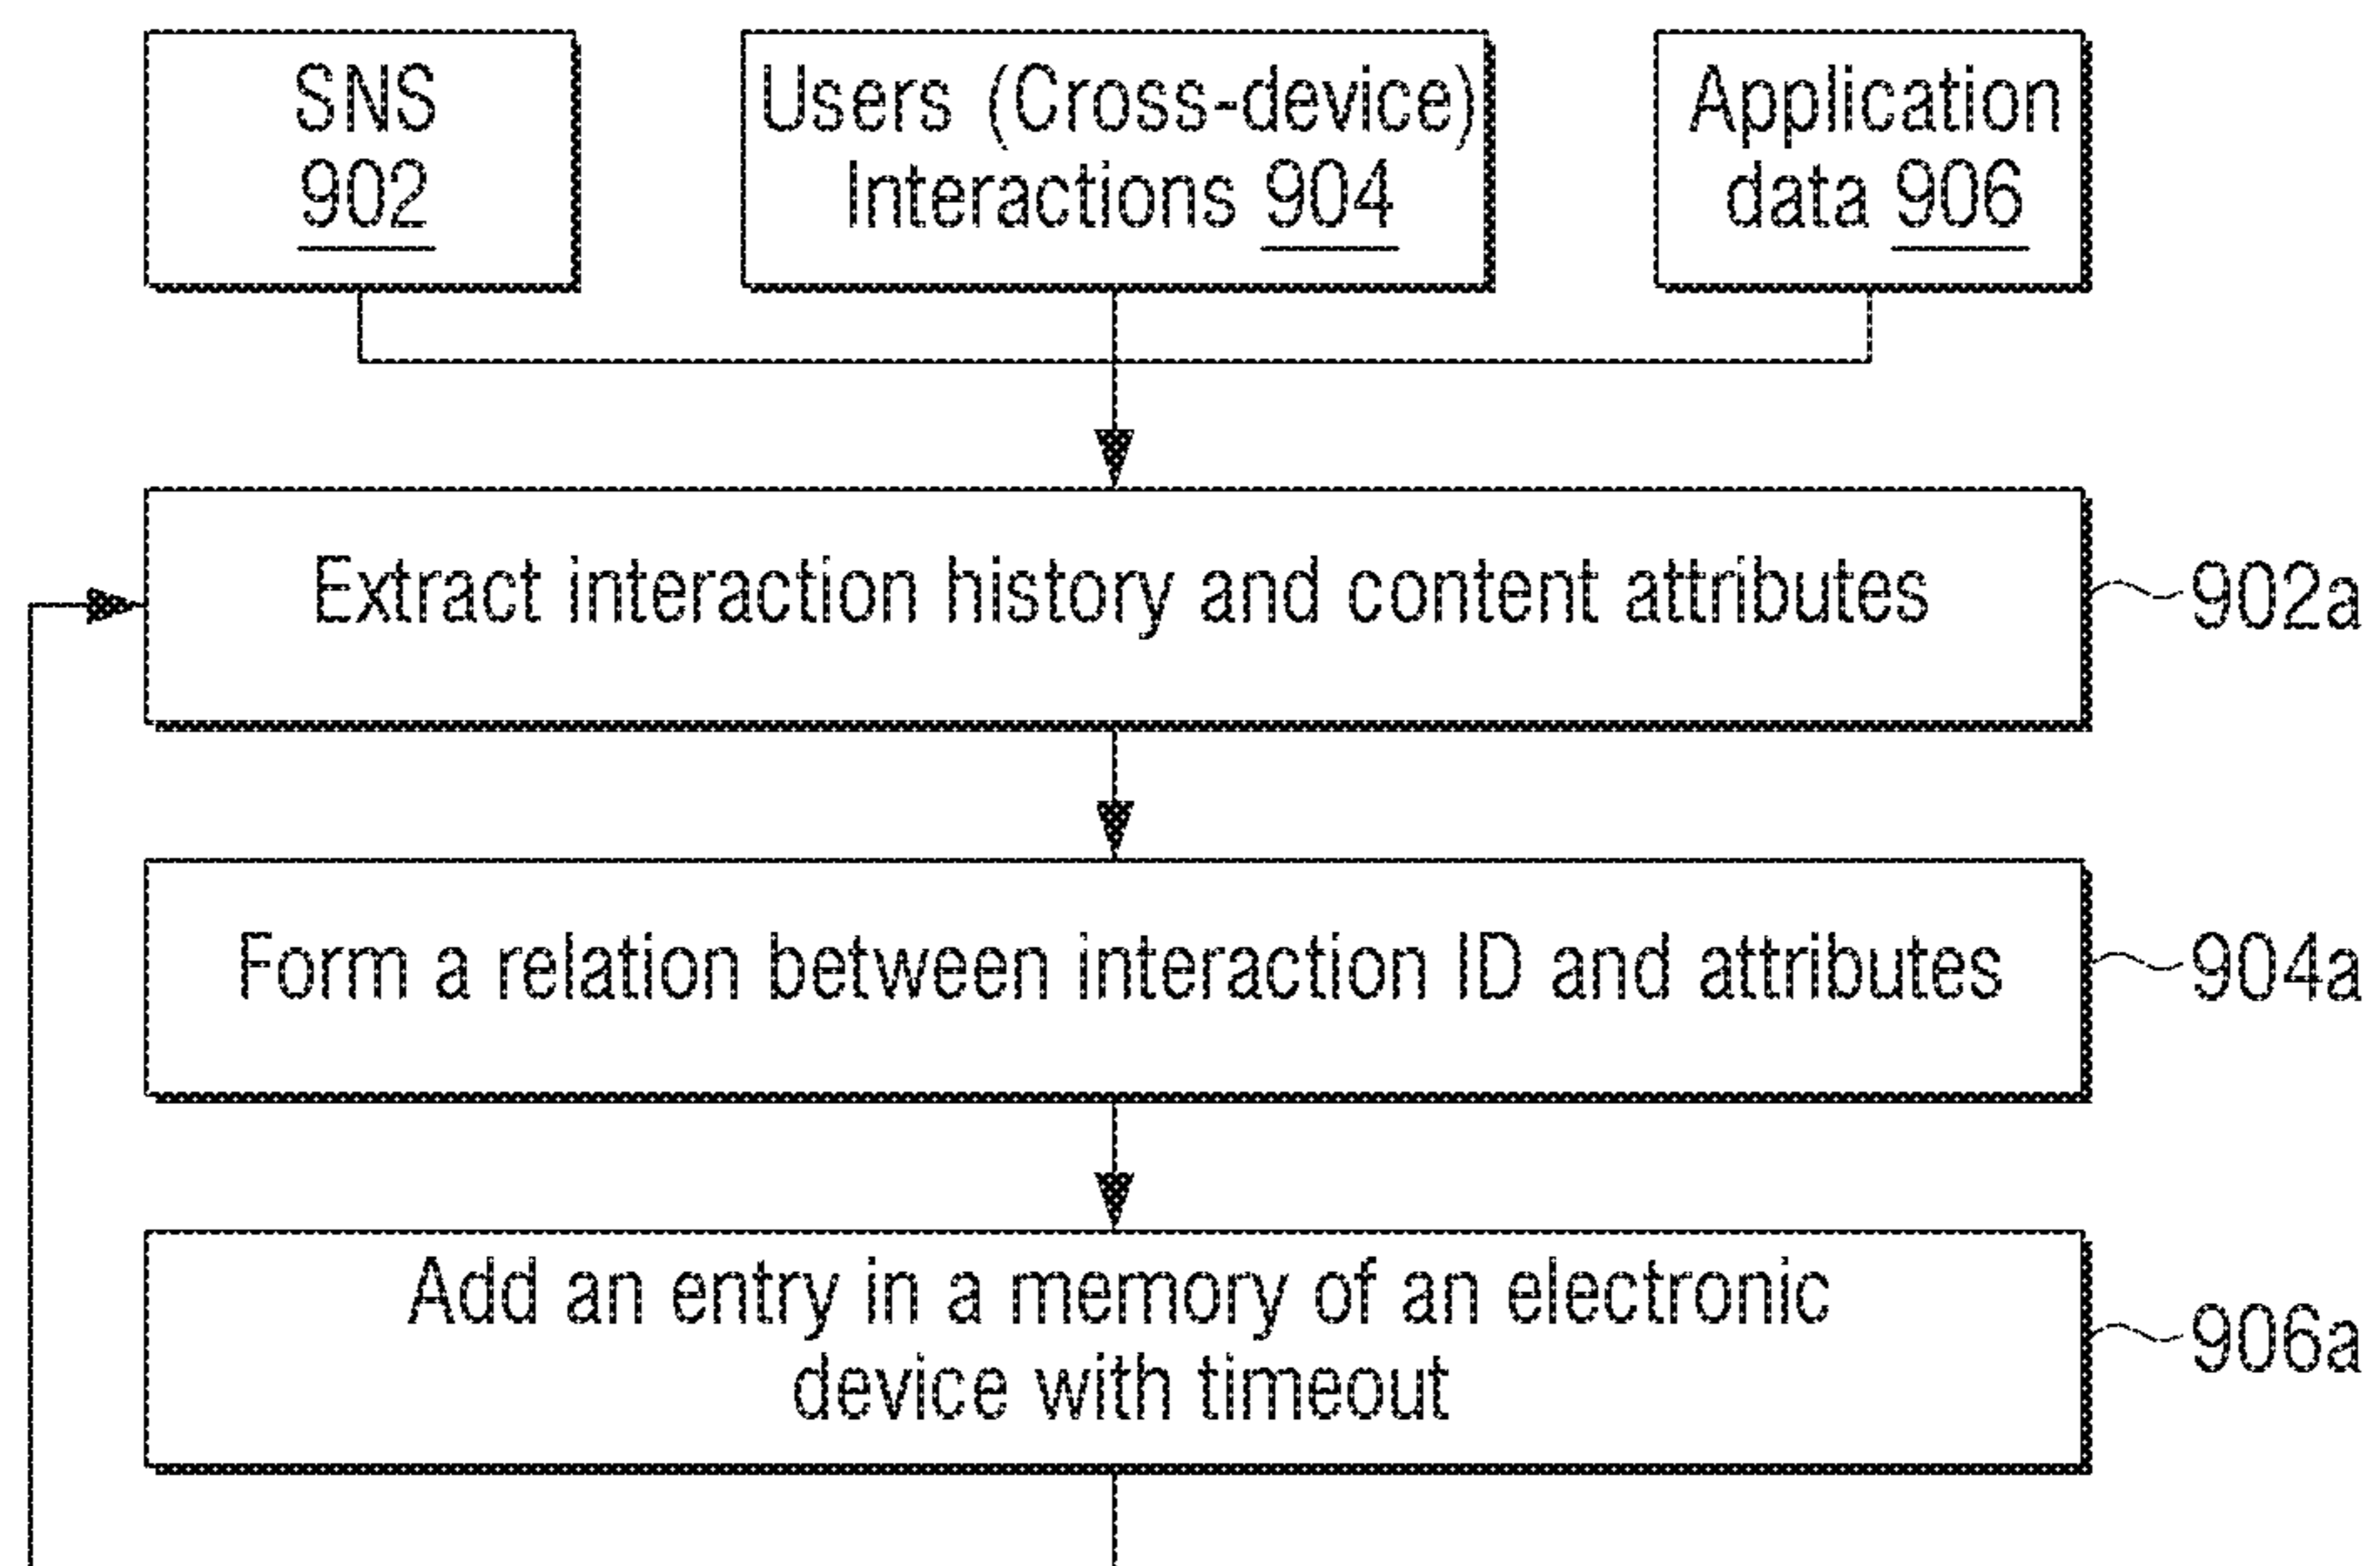 SNS
902
Users (Cross-device)
Interactions 904
Application
data 906
Extract interaction history and content attributes
902a
Form a relation between interaction ID and attributes
904a
Add an entry in a memory of an electronic
device with timeout
906a